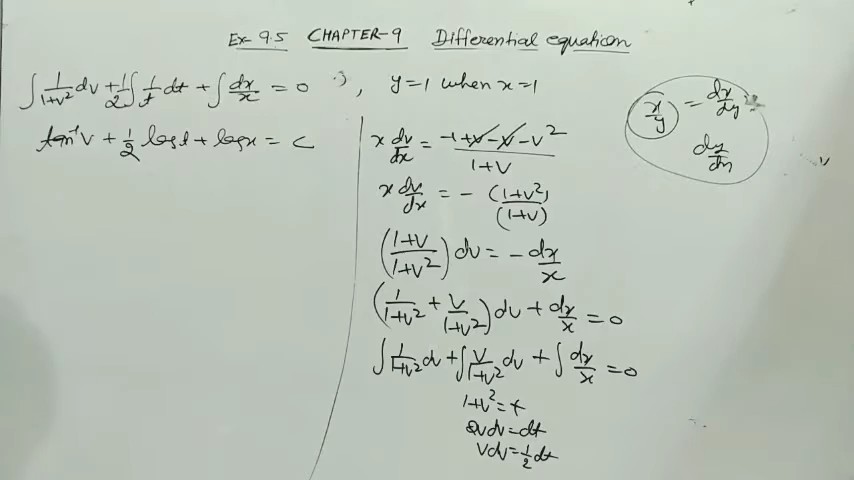 Ex 9.5 CHAPTER-9 Differential equation
∫ 1/(1+v²) dv + 1/2 ∫ 1/t dt + ∫ dx/x = 0
tan⁻¹v + 1/2 log t + log x = C
, y=1 when x=1
x dv/dx = (-1+v-v-v²)/(1+v)
x dv/dx = - (1+v²)/(1+v)
((1+v)/(1+v²)) dv = - dx/x
(1/(1+v²) + v/(1+v²)) dv + dx/x = 0
∫ 1/(1+v²) dv + ∫ v/(1+v²) dv + ∫ dx/x = 0
1+v² = t
2vdv = dt
vdv = 1/2 dt
x/y = dx/dy
dy/dx